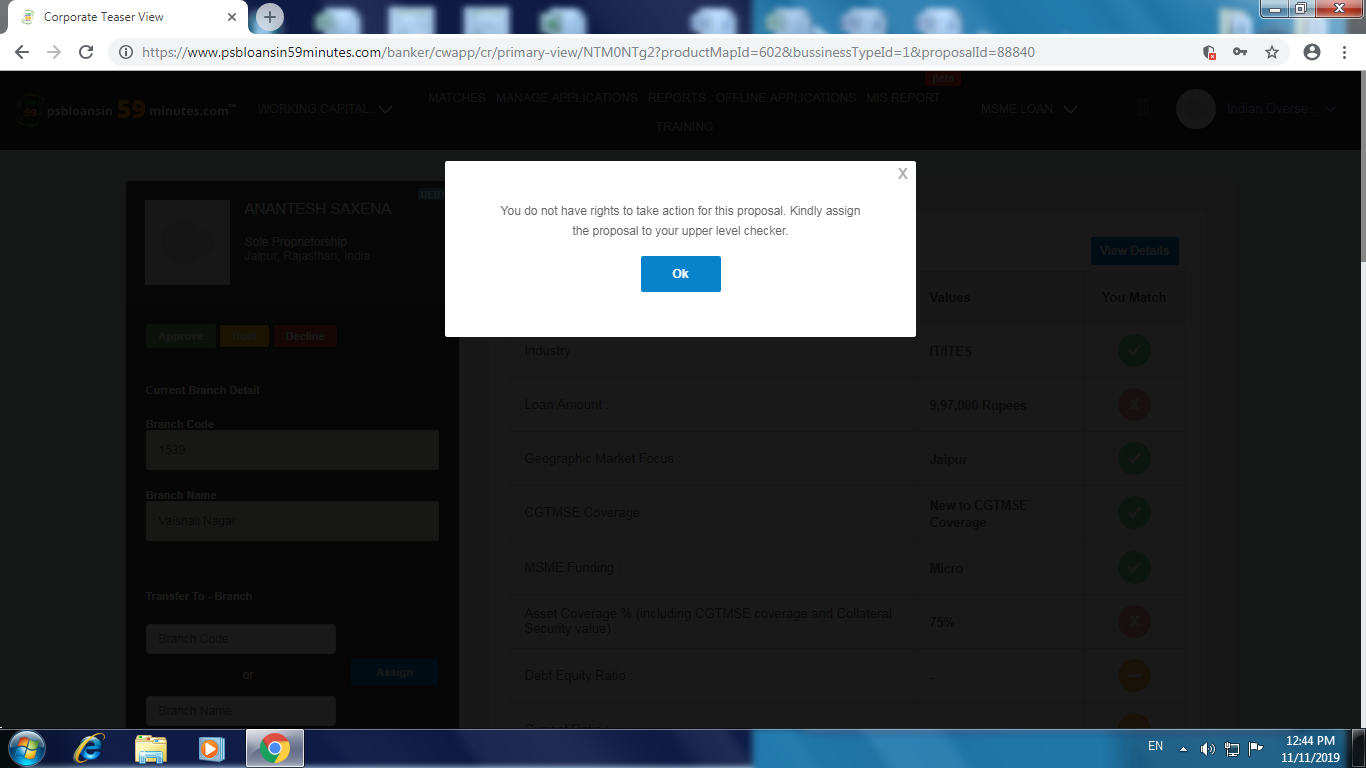 Corporate Teaser View
https://www.psbloansin59minutes.com/banker/cwapp/cr/primary-view/NTM0NTg2?productMapId=602&bussinessTypeId=1&proposalId=88840
βeta
psbloansin 59 minutes.com™
WORKING CAPITAL...
MATCHES MANAGE APPLICATIONS REPORTS OFFLINE APPLICATIONS MIS REPORT
TRAINING
MSME LOAN
Indian Overse...
X
You do not have rights to take action for this proposal. Kindly assign
the proposal to your upper level checker.
Ok
ANANTESH SAXENA
Sole Proprietorship
Jaipur, Rajasthan, India
Approve Hold Decline
Current Branch Detail
Branch Code
1539
Branch Name
Vaishali Nagar
Transfer To - Branch
Branch Code
or
Assign
Branch Name
View Details
Values You Match
Industry IT/ITES
Loan Amount : 9,97,000 Rupees
Geographic Market Focus : Jaipur
CGTMSE Coverage New to CGTMSE
Coverage
MSME Funding Micro
Asset Coverage % (including CGTMSE coverage and Collateral
Security value) : 75%
Debt Equity Ratio : -
Current Ratio :
EN
12:44 PM
11/11/2019